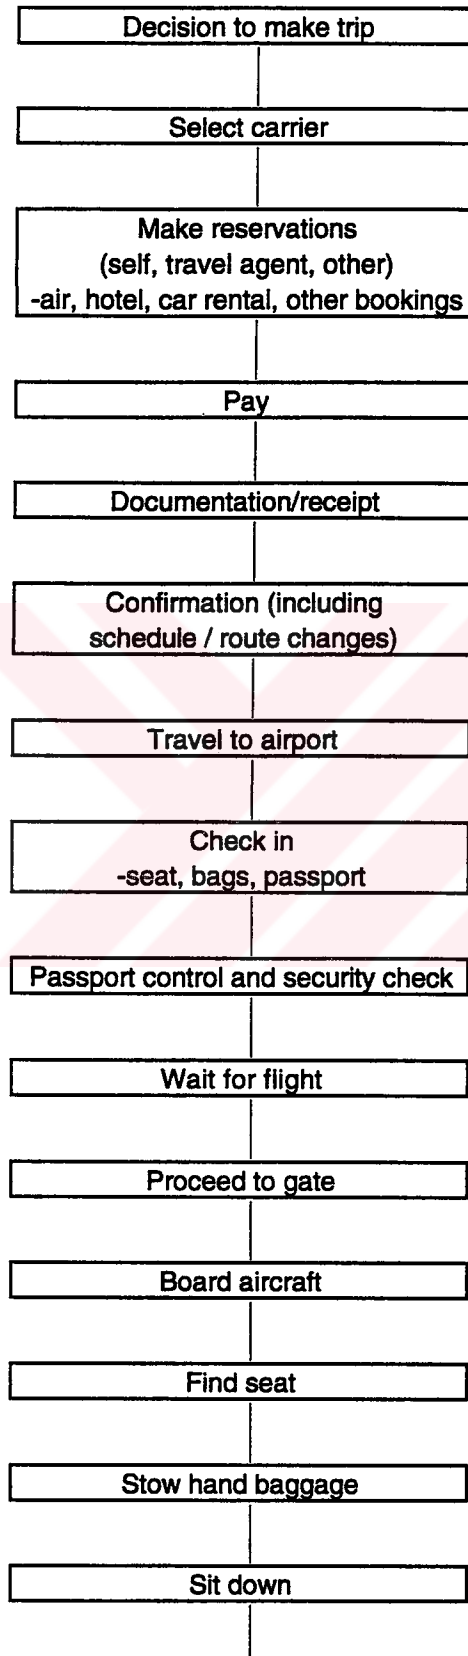 Decision to make trip
Select carrier
Make reservations
(self, travel agent, other)
-air, hotel, car rental, other bookings
Pay
Documentation/receipt
Confirmation (including
schedule / route changes)
Travel to airport
Check in
-seat, bags, passport
Passport control and security check
Wait for flight
Proceed to gate
Board aircraft
Find seat
Stow hand baggage
Sit down